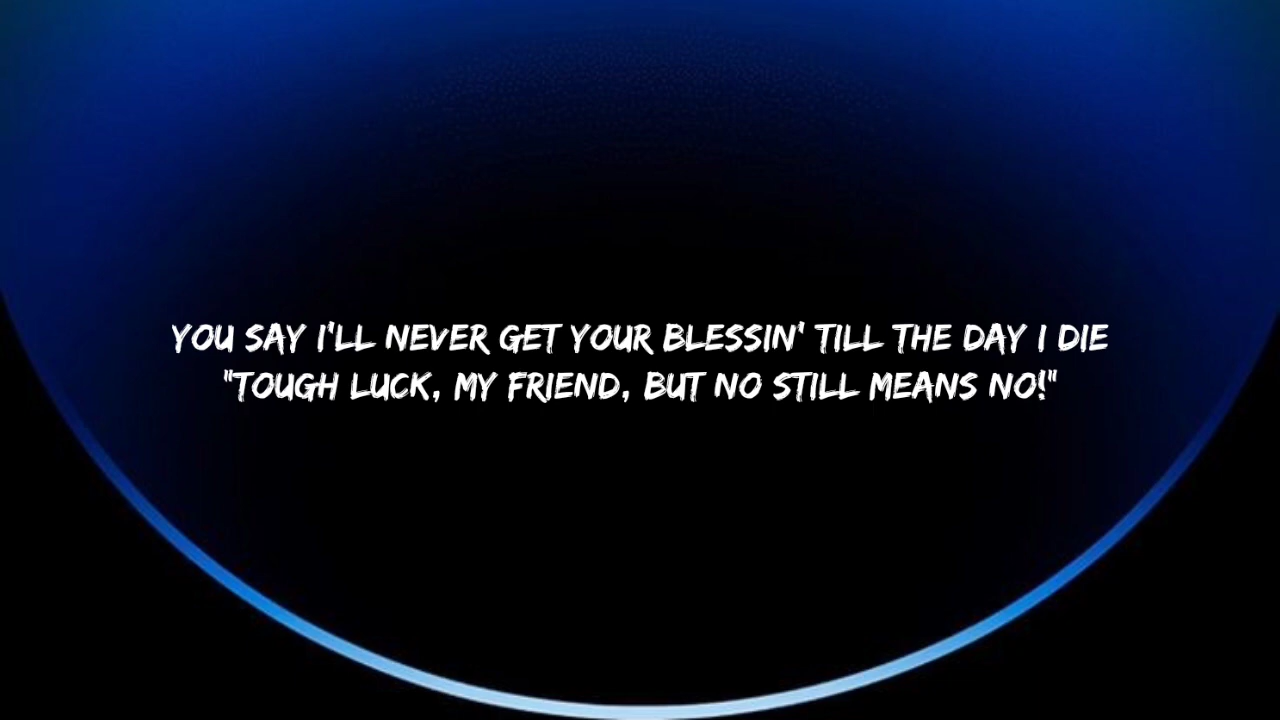 YOU SAY I'LL NEVER GET YOUR BLESSIN' TILL THE DAY I DIE
"TOUGH LUCK, MY FRIEND, BUT NO STILL MEANS NO!"